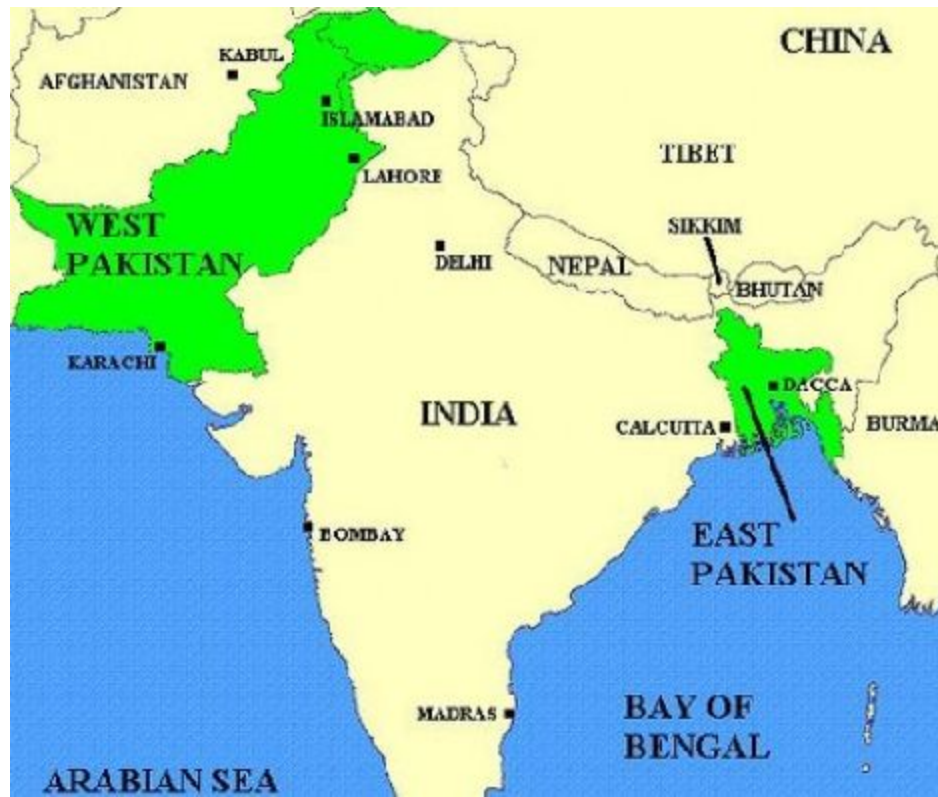 CHINA
KABUL
AFGHANISTAN
ISLAMABAD
TIBET
LAHORE
WEST
PAKISTAN
SIKKIM
DELHI
NEPAL
BHUTAN
KARACHI
DACCA
INDIA
CALCUTTA
BURMA
BOMBAY
EAST
PAKISTAN
MADRAS
BAY OF
BENGAL
ARABIAN SEA